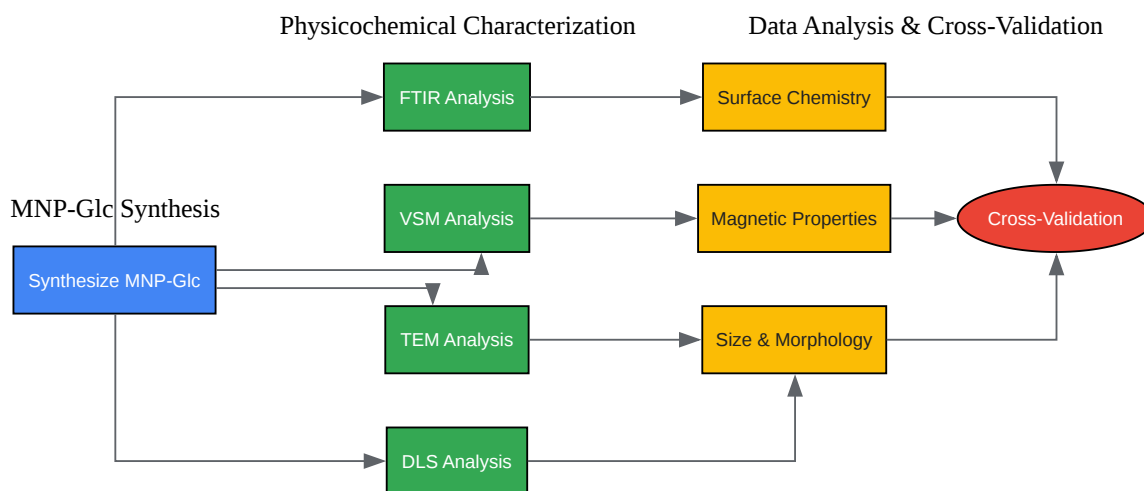 Physicochemical Characterization
Data Analysis & Cross-Validation
FTIR Analysis
Surface Chemistry
MNP-Glc Synthesis
VSM Analysis
Magnetic Properties
Cross-Validation
Synthesize MNP-Glc
TEM Analysis
Size & Morphology
DLS Analysis